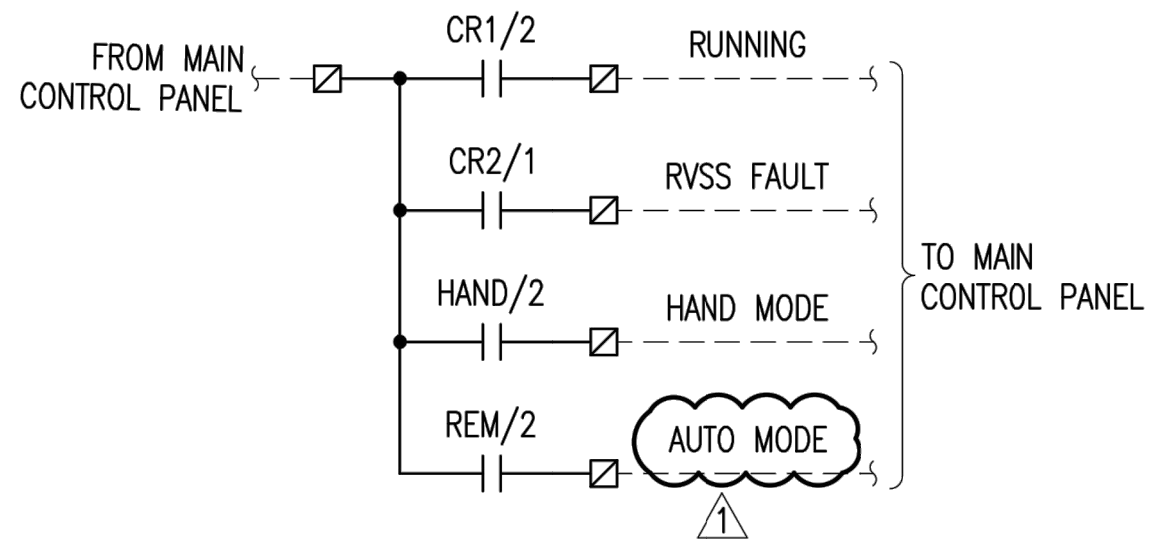 CR1/2
RUNNING
FROM MAIN
CONTROL PANEL
CR2/1
RVSS FAULT
TO MAIN
CONTROL PANEL
HAND/2
HAND MODE
REM/2
AUTO MODE
1